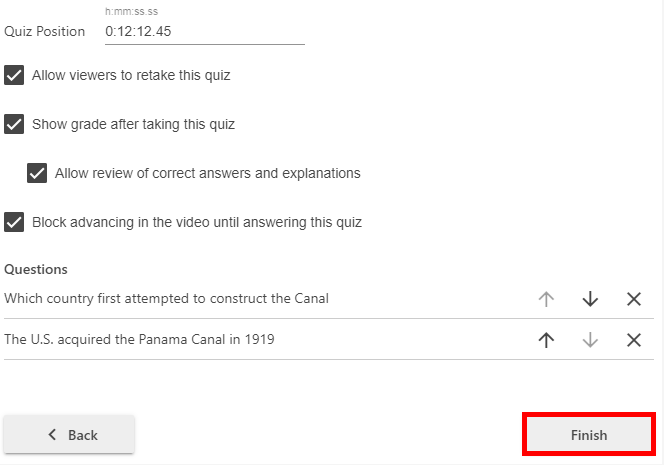 h:mm:ss.ss
Quiz Position 0:12:12.45
Allow viewers to retake this quiz
Show grade after taking this quiz
Allow review of correct answers and explanations
Block advancing in the video until answering this quiz
Questions
Which country first attempted to construct the Canal
The U.S. acquired the Panama Canal in 1919
Back Finish